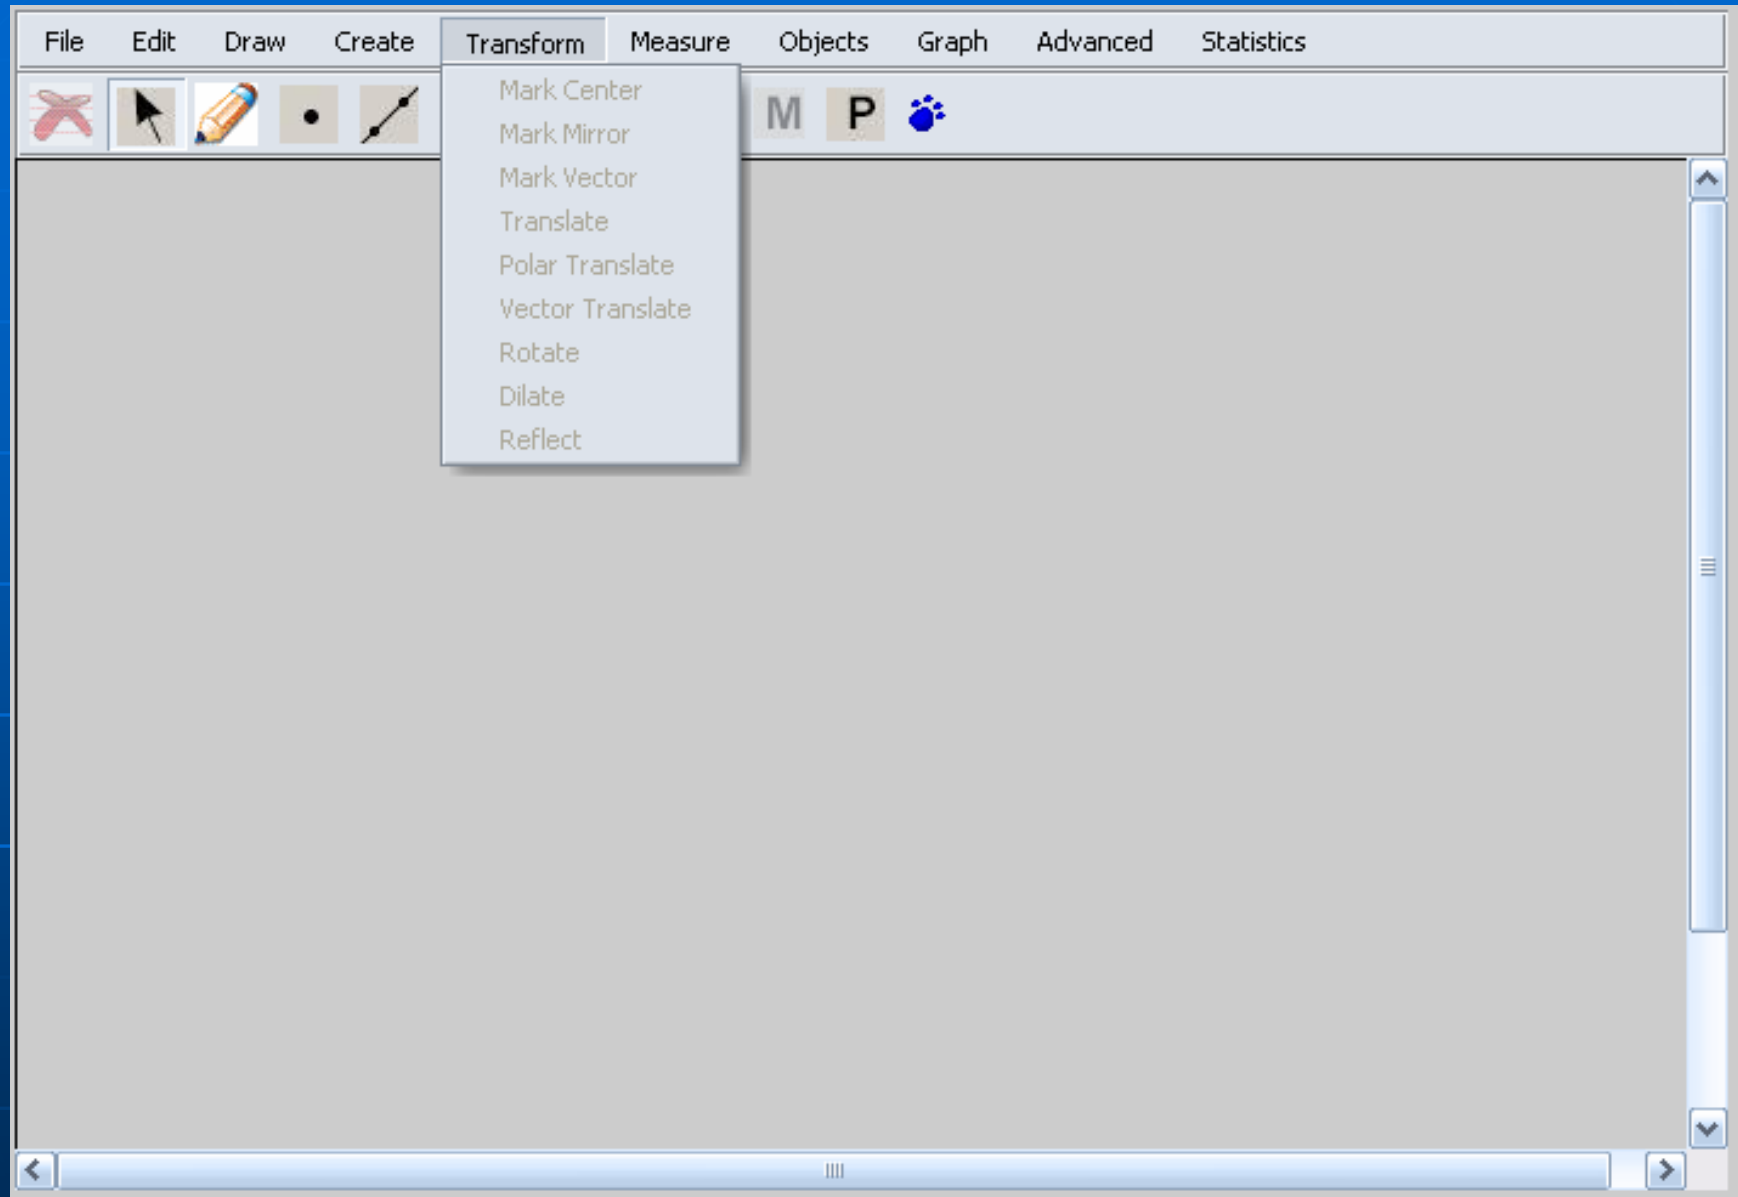 File Edit Draw Create Transform Measure Objects Graph Advanced Statistics
M P
Mark Center
Mark Mirror
Mark Vector
Translate
Polar Translate
Vector Translate
Rotate
Dilate
Reflect